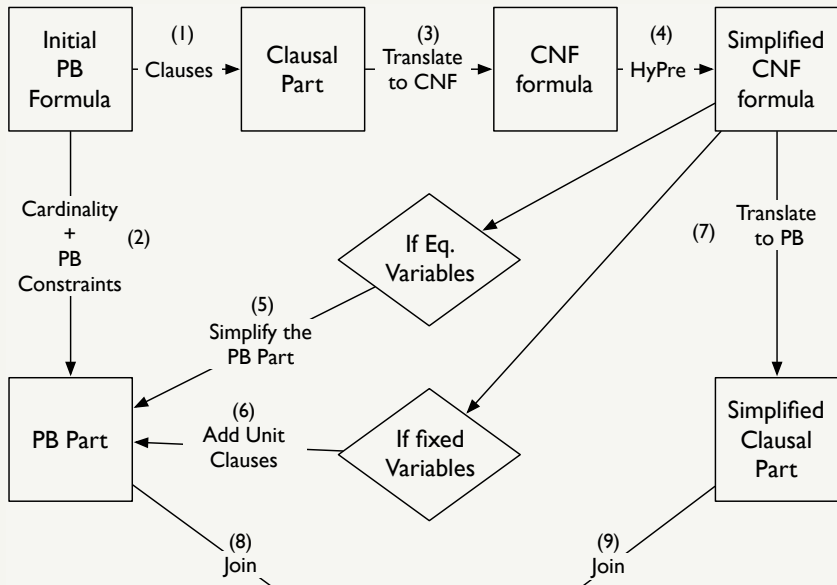 Initial
PB
Formula
(1)
Clauses
Clausal
Part
(3)
Translate
to CNF
CNF
formula
(4)
HyPre
Simplified
CNF
formula
Cardinality
+
PB
Constraints
(2)
If Eq.
Variables
(7)
Translate
to PB
(5)
Simplify the
PB Part
PB Part
(6)
Add Unit
Clauses
If fixed
Variables
Simplified
Clausal
Part
(8)
Join
(9)
Join